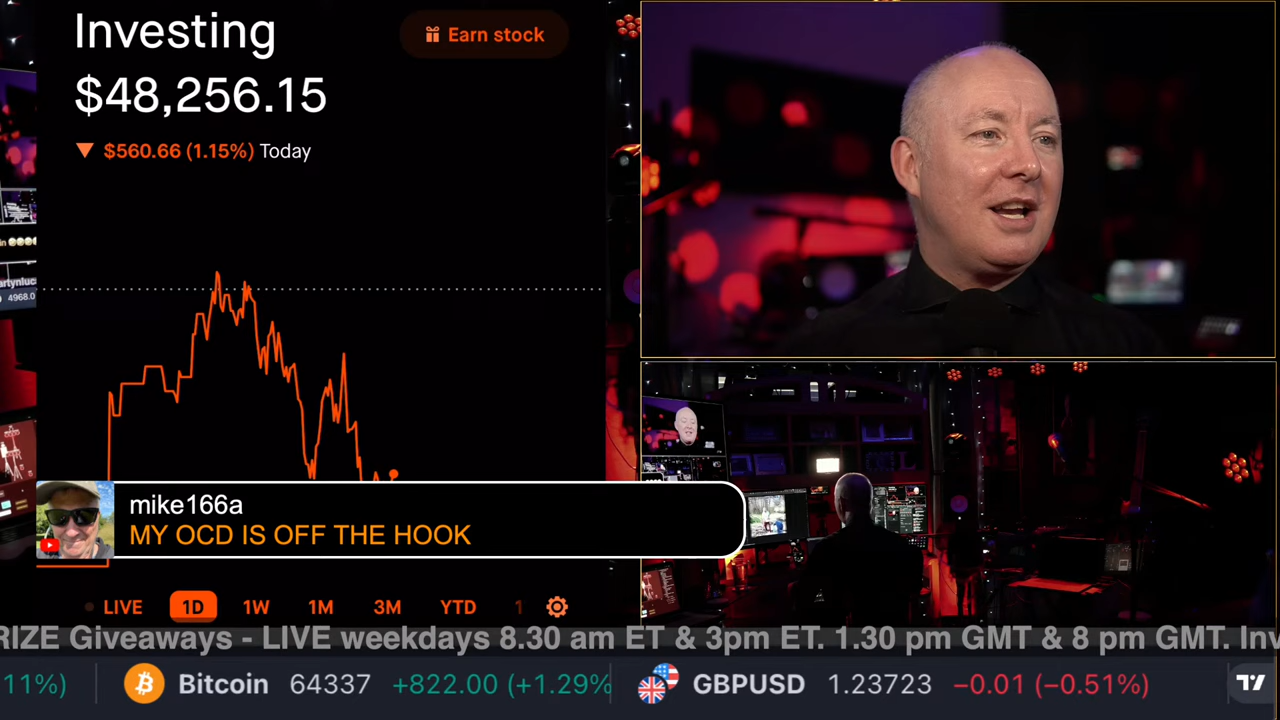 Investing
Earn stock
$48,256.15
$560.66 (1.15%) Today
mike166a
MY OCD IS OFF THE HOOK
LIVE 1D 1W 1M 3M YTD 1
RIZE Giveaways - LIVE weekdays 8.30 am ET & 3pm ET. 1.30 pm GMT & 8 pm GMT. Inv
11%) Bitcoin 64337 +822.00 (+1.29% GBPUSD 1.23723 −0.01 (−0.51%)